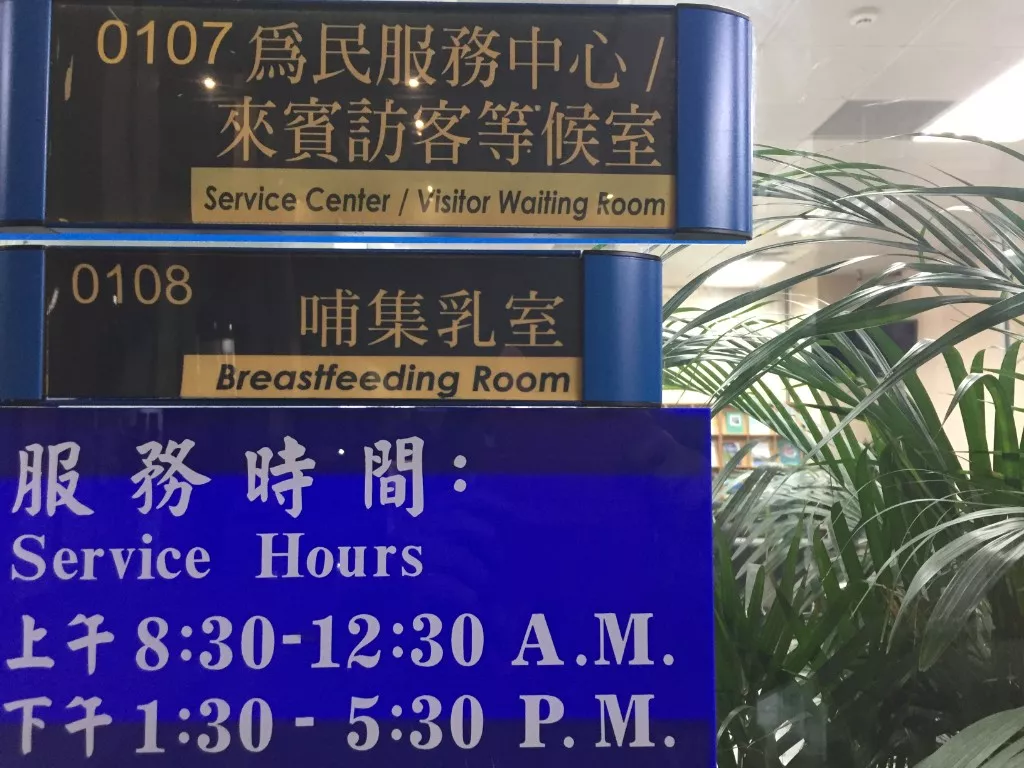 0107 爲民服務中心 /
來賓訪客等候室
Service Center / Visitor Waiting Room
0108
哺集乳室
Breastfeeding Room
服務時間：
Service Hours
上午 8:30-12:30 A.M.
下午 1:30 - 5:30 P.M.